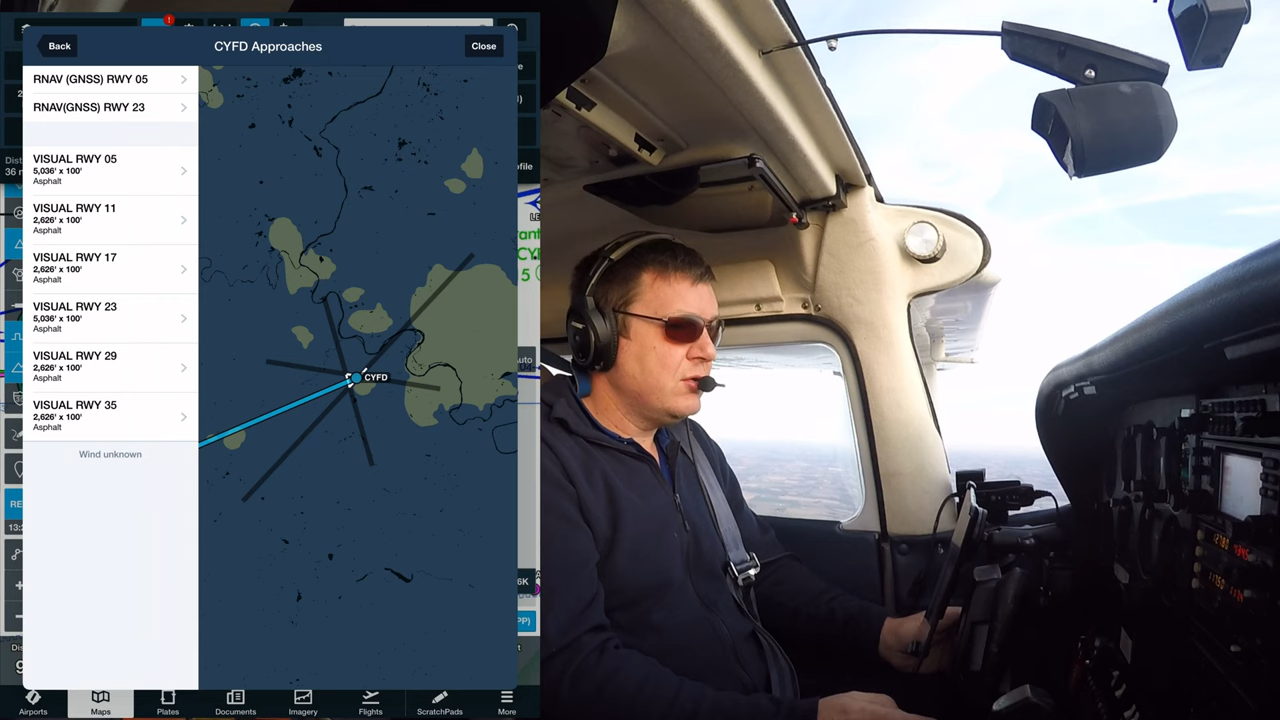 Back
CYFD Approaches
Close
RNAV (GNSS) RWY 05
RNAV(GNSS) RWY 23
VISUAL RWY 05
5,036' x 100'
Asphalt
VISUAL RWY 11
2,626' x 100'
Asphalt
VISUAL RWY 17
2,626' x 100'
Asphalt
VISUAL RWY 23
5,036' x 100'
Asphalt
VISUAL RWY 29
2,626' x 100'
Asphalt
VISUAL RWY 35
2,626' x 100'
Asphalt
Wind unknown
CYFD
Airports
Maps
Plates
Documents
Imagery
Flights
ScratchPads
More